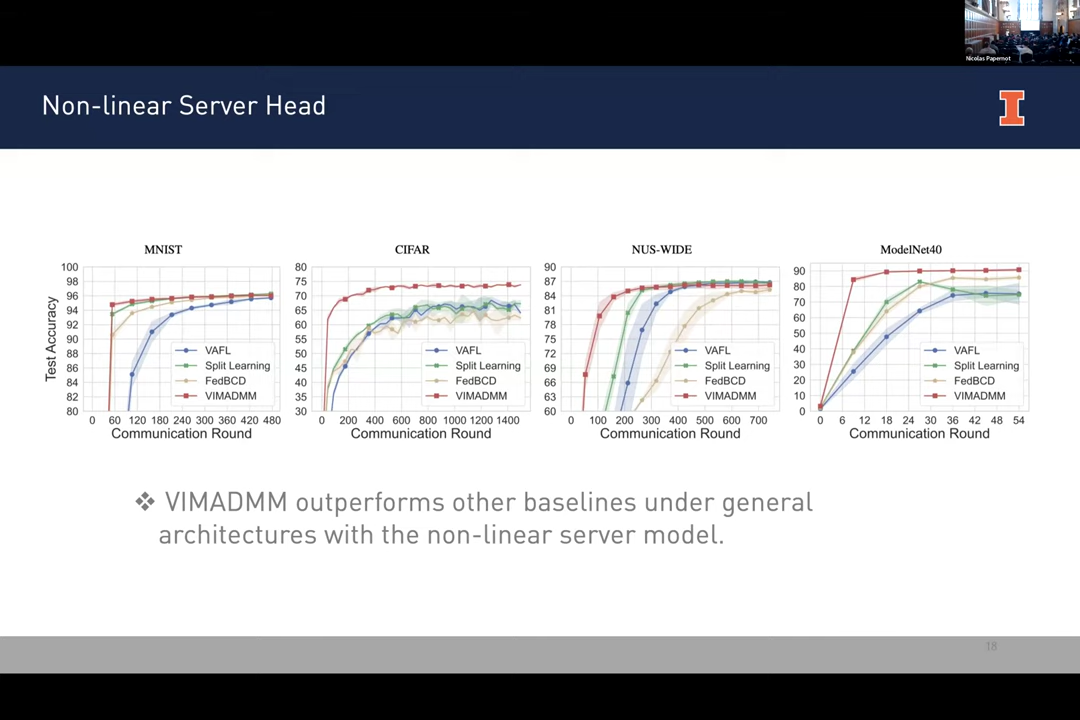 Nicolas Papernot
Non-linear Server Head
I
MNIST
Test Accuracy
100
98
96
94
92
90
88
86
84
82
80
VAFL
Split Learning
FedBCD
VIMADMM
0 60 120 180 240 300 360 420 480
Communication Round
CIFAR
80
75
70
65
60
55
50
45
40
35
30
VAFL
Split Learning
FedBCD
VIMADMM
0 200 400 600 800 1000 1200 1400
Communication Round
NUS-WIDE
90
87
84
81
78
75
72
69
66
63
60
VAFL
Split Learning
FedBCD
VIMADMM
0 100 200 300 400 500 600 700
Communication Round
ModelNet40
90
80
70
60
50
40
30
20
10
0
VAFL
Split Learning
FedBCD
VIMADMM
0 6 12 18 24 30 36 42 48 54
Communication Round
❖ VIMADMM outperforms other baselines under general
architectures with the non-linear server model.
18